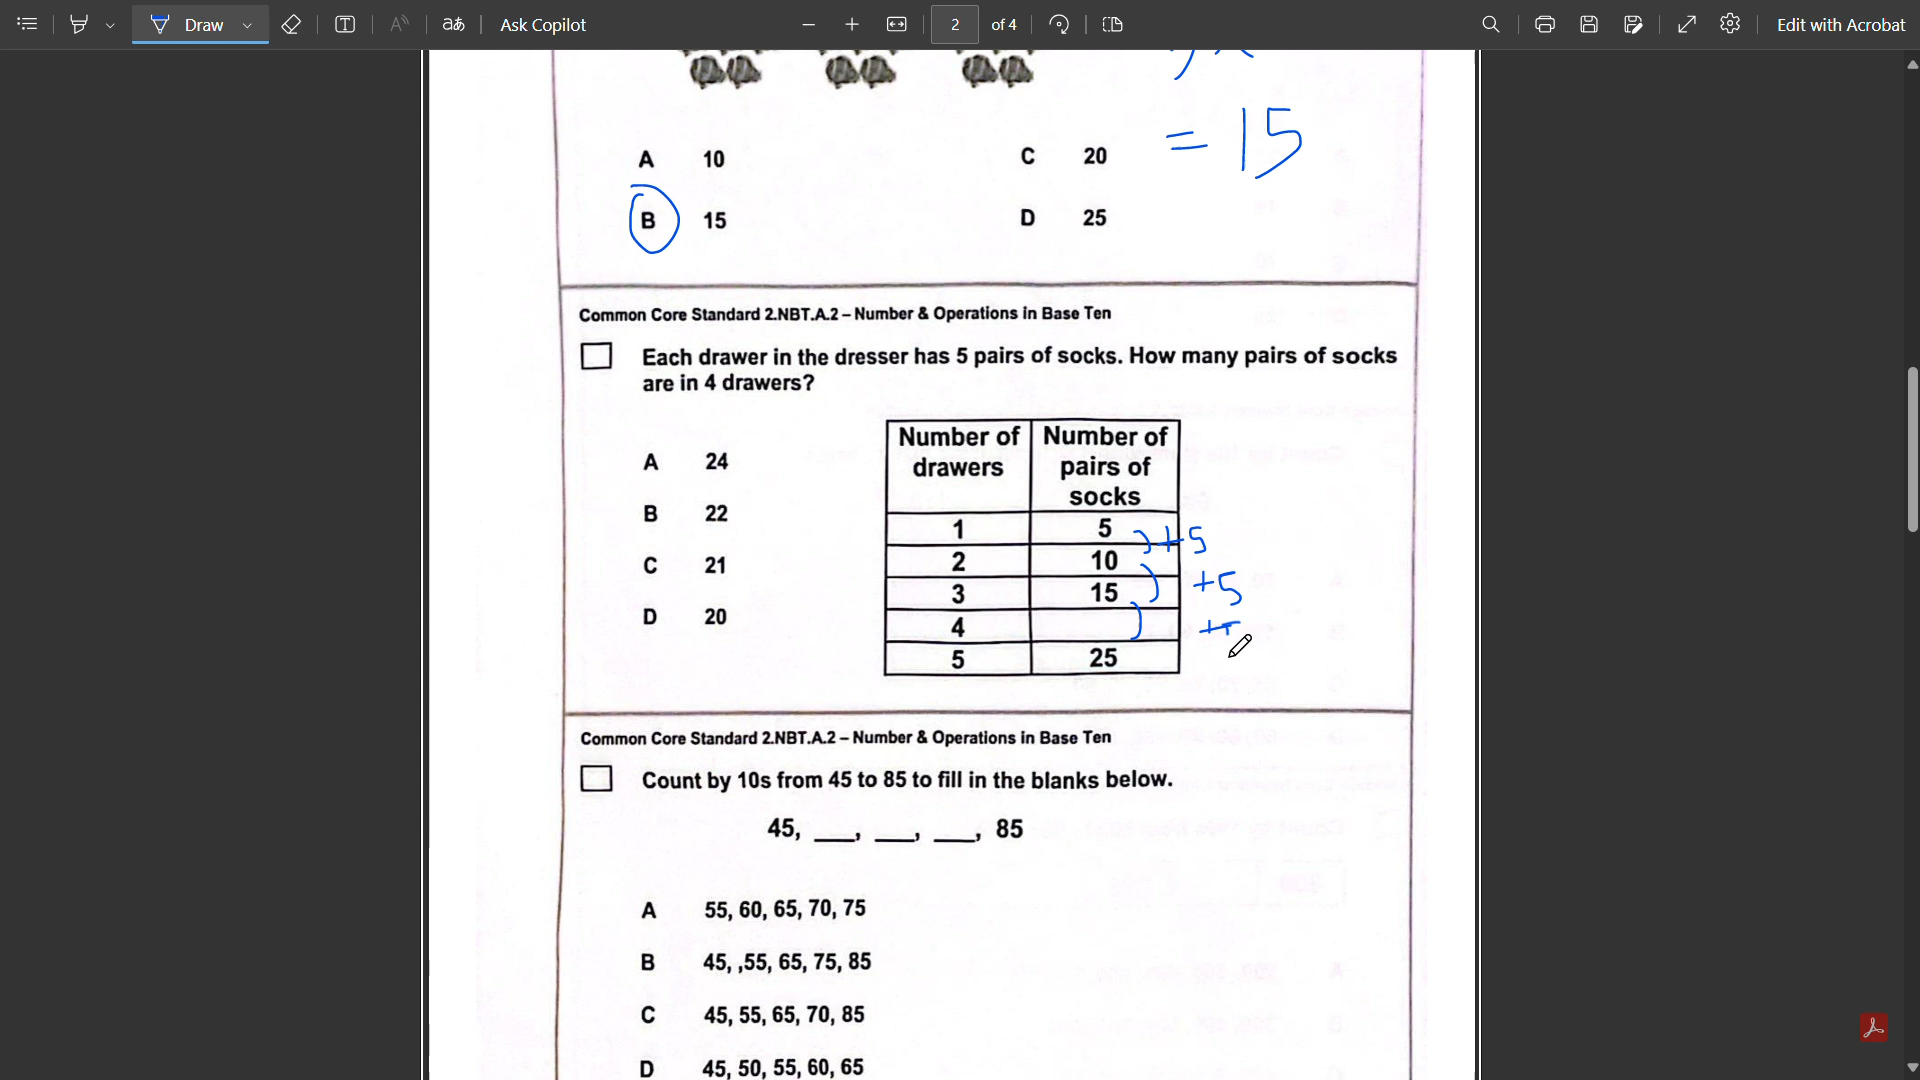 Draw
aあ
Ask Copilot
2 of 4
Edit with Acrobat
= 15
A 10 C 20
B 15 D 25
Common Core Standard 2.NBT.A.2 – Number & Operations in Base Ten
Each drawer in the dresser has 5 pairs of socks. How many pairs of socks
are in 4 drawers?
A 24
B 22
C 21
D 20
Number of drawers Number of pairs of socks
1 5
+5
2 10
+5
3 15
+5
4
5 25
Common Core Standard 2.NBT.A.2 – Number & Operations in Base Ten
Count by 10s from 45 to 85 to fill in the blanks below.
45, ___, ___, ___, 85
A 55, 60, 65, 70, 75
B 45, ,55, 65, 75, 85
C 45, 55, 65, 70, 85
D 45, 50, 55, 60, 65